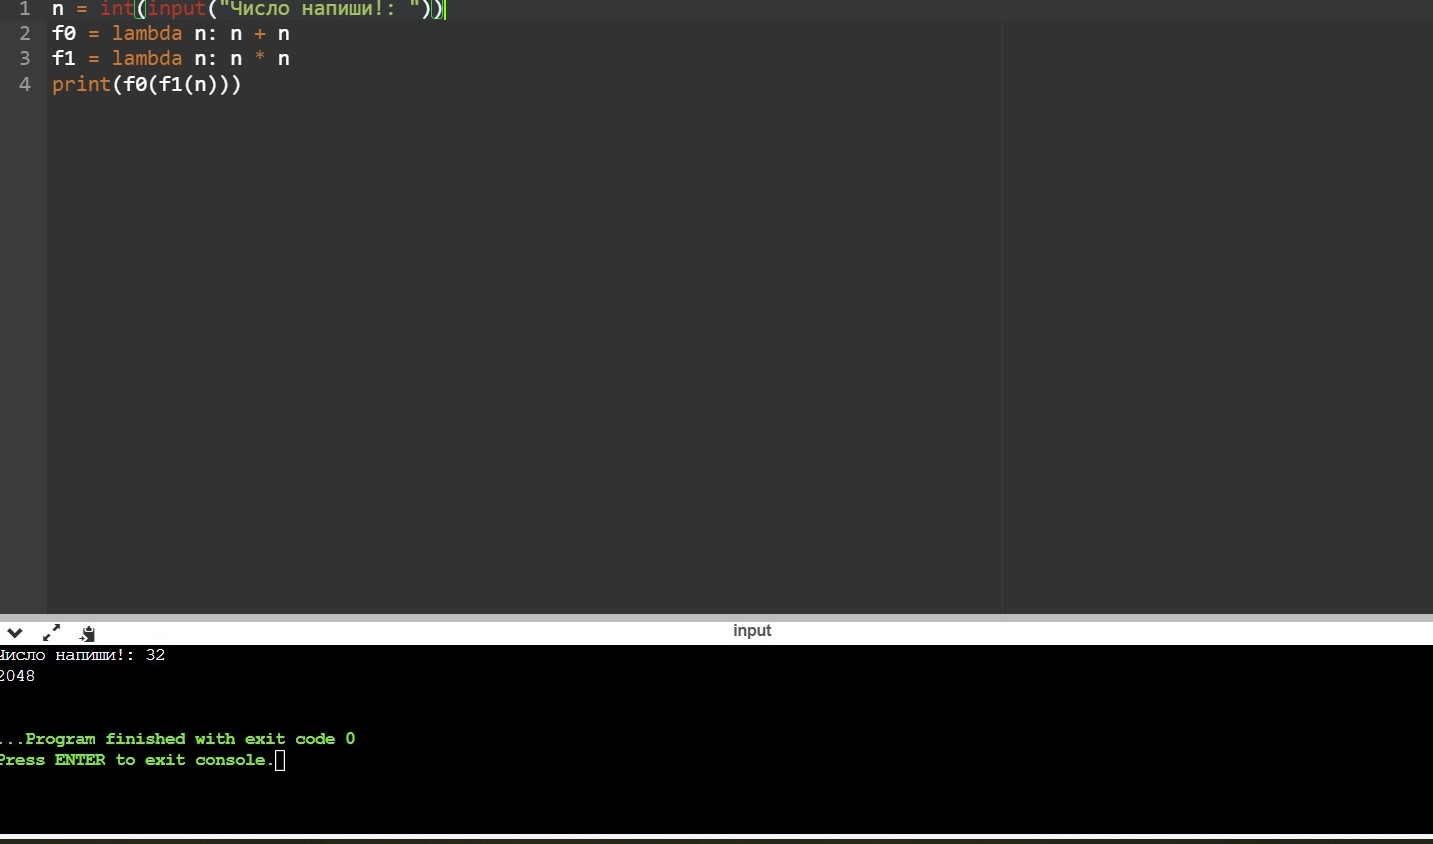 1 n = int(input("Число напиши!: "))
2 f0 = lambda n: n + n
3 f1 = lambda n: n * n
4 print(f0(f1(n)))
input
Число напиши!: 32
2048
...Program finished with exit code 0
Press ENTER to exit console.